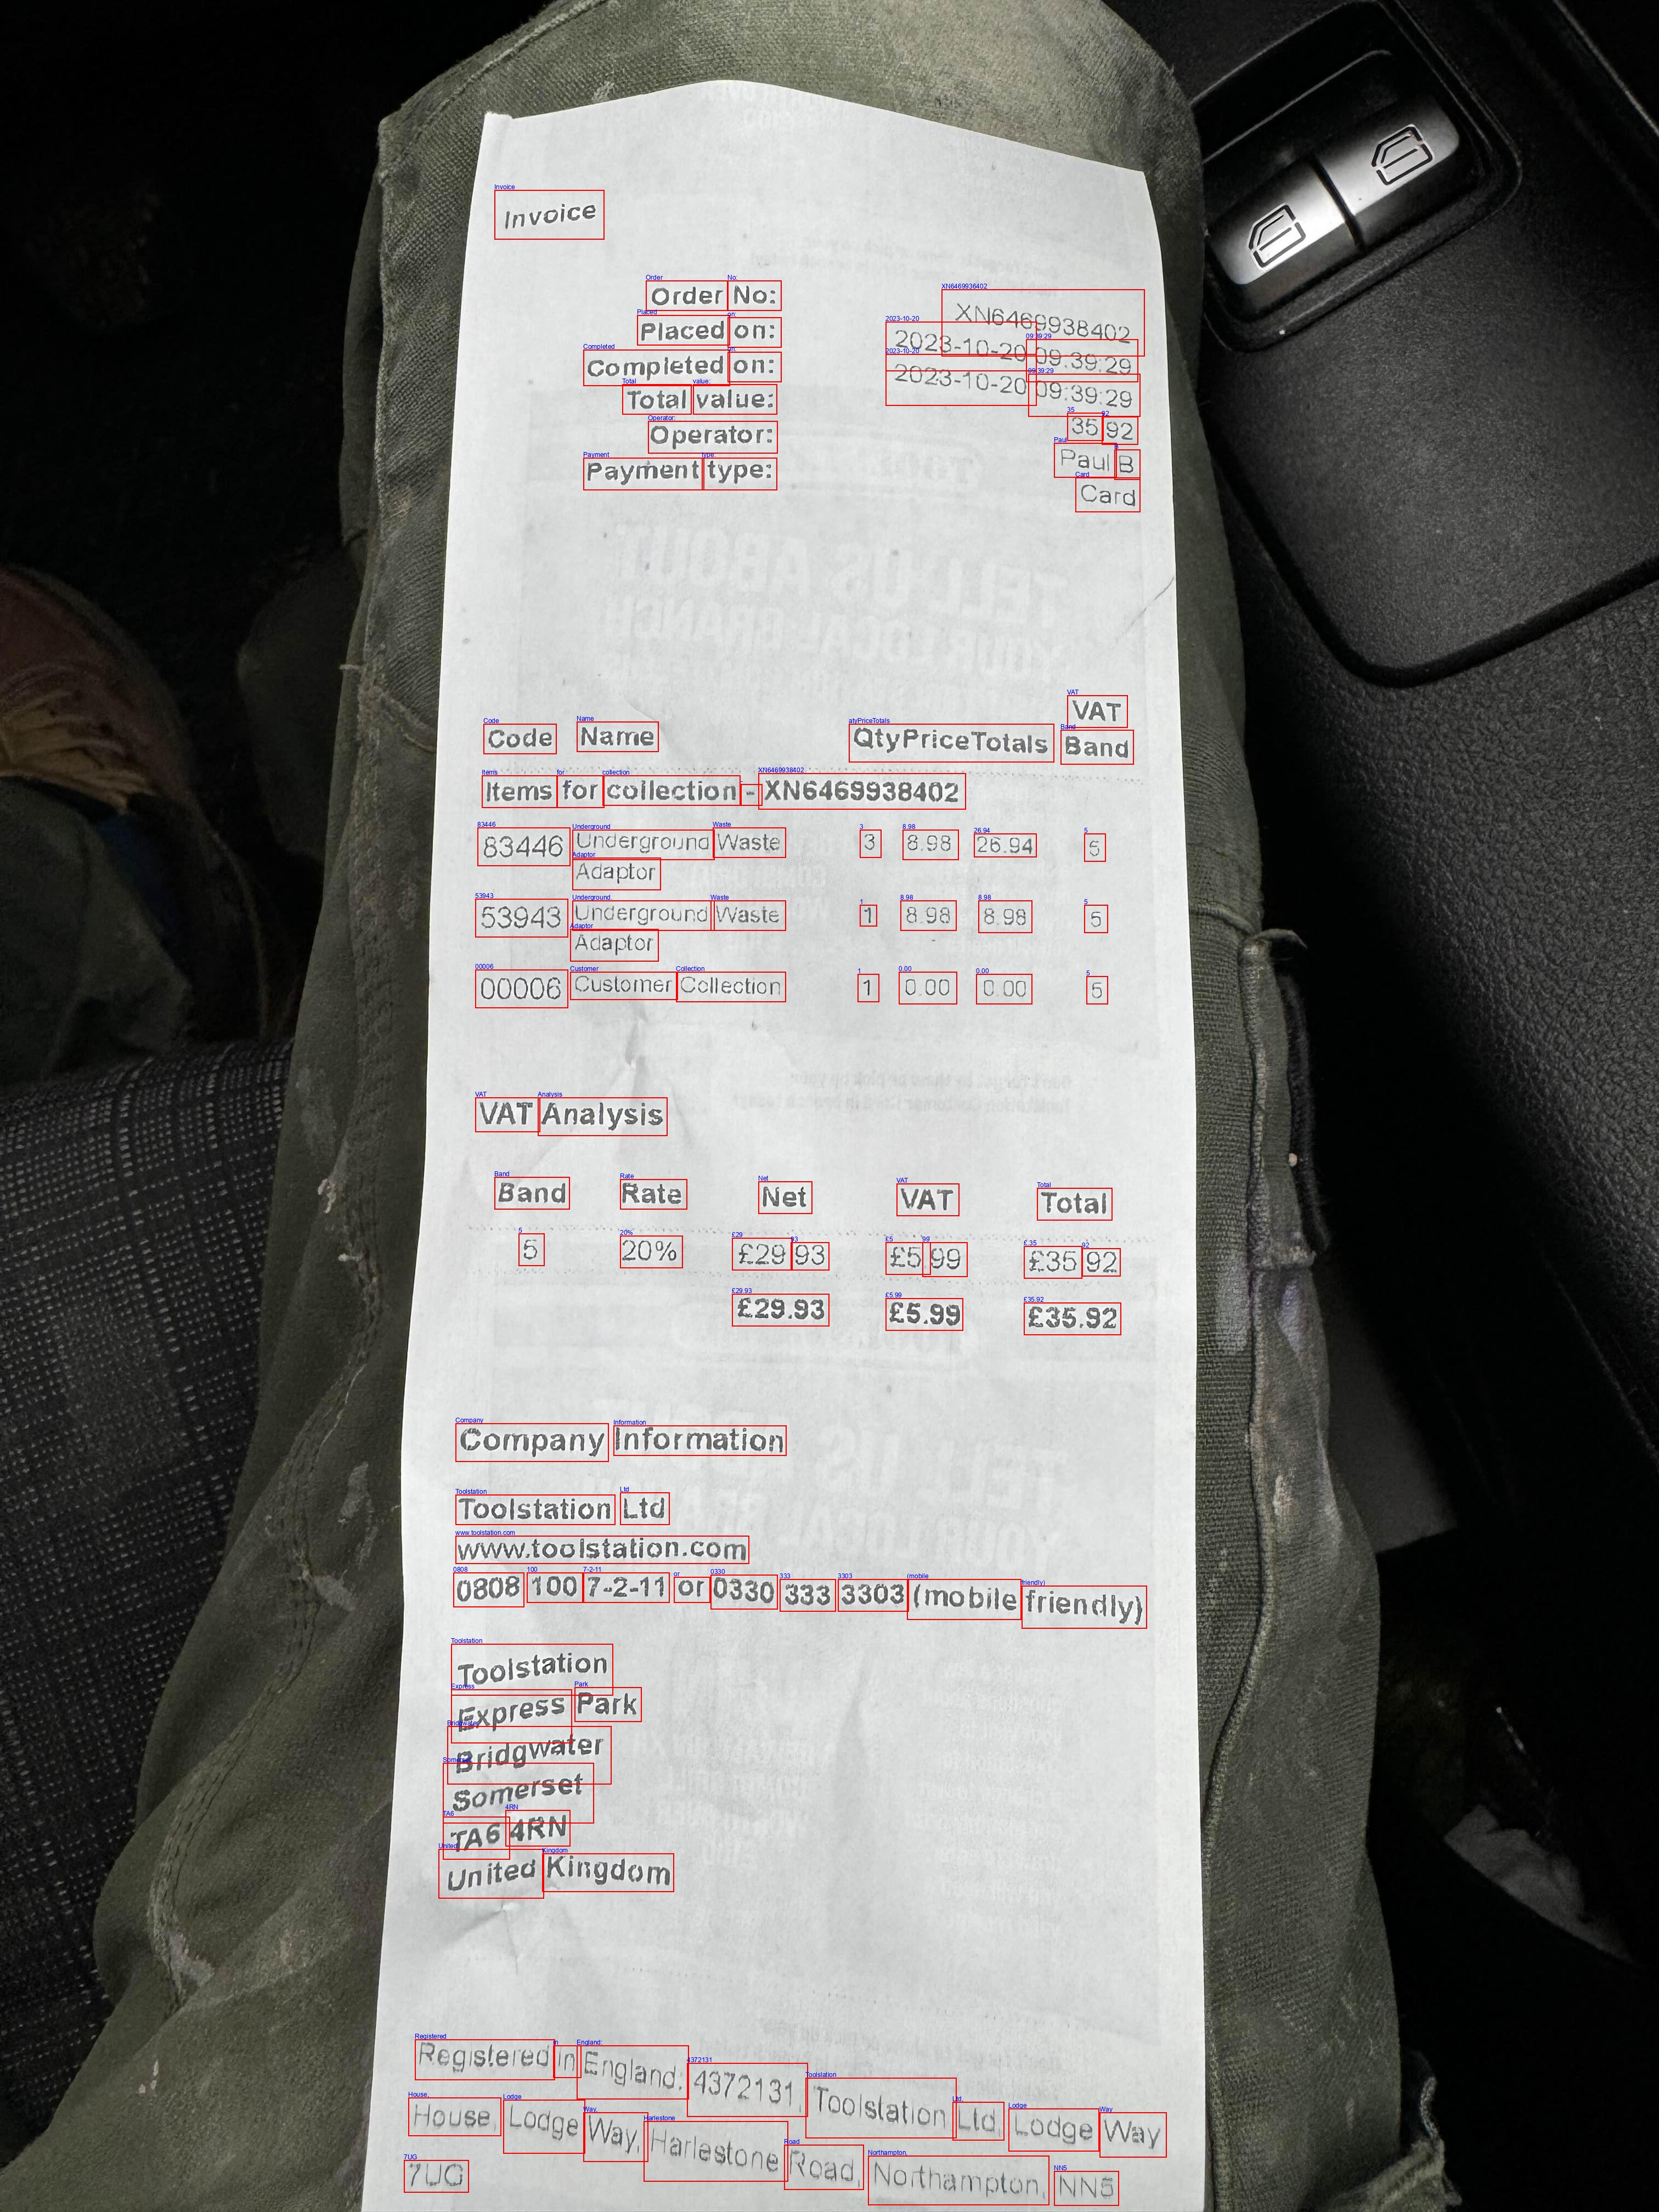 Invoice
Order No: XN6469938402
Placed on: 2023-10-20 09:39:29
Completed on: 2023-10-20 09:39:29
Total value: 35.92
Operator: Paul B
Payment type: Card
VAT
Code Name QtyPriceTotals Band
Items for collection - XN6469938402
83446 Underground Waste 3 8.98 26.94 5
Adaptor
53943 Underground Waste 1 8.98 8.98 5
Adaptor
00006 Customer Collection 1 0.00 0.00 5
VAT Analysis
Band Rate Net VAT Total
5 20% £29.93 £5.99 £35.92
£29.93 £5.99 £35.92
Company Information
Toolstation Ltd
www.toolstation.com
0808 100 7-2-11 or 0330 333 3303 (mobile friendly)
Toolstation
Express Park
Bridgwater
Somerset
TA6 4RN
United Kingdom
Registered in England, 4372131, Toolstation Ltd, Lodge Way
House, Lodge Way, Harlestone Road, Northampton, NN5
7UG